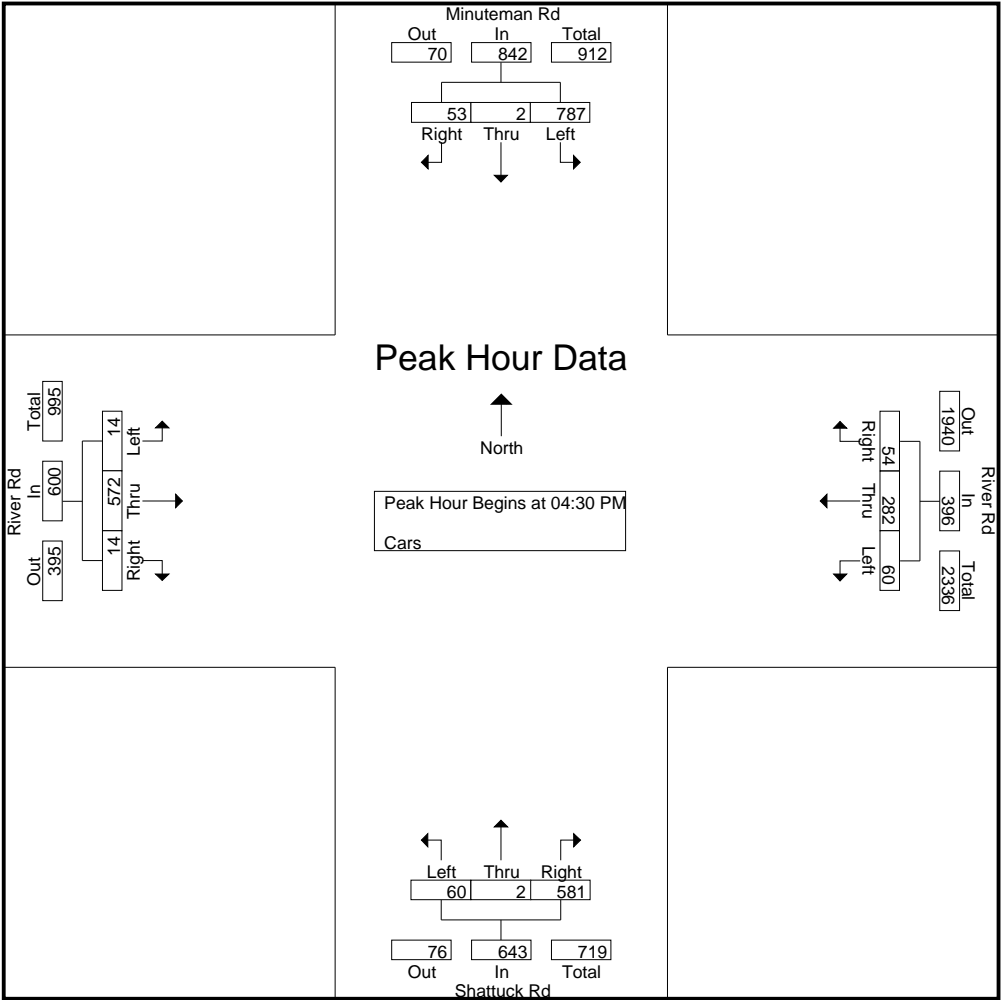 Minuteman Rd
Out In Total
70 842 912
53 2 787
Right Thru Left
Peak Hour Data
North
Peak Hour Begins at 04:30 PM
Cars
River Rd
Total In Out
995 600 395
14 572 14
Left Thru Right
River Rd
Out In Total
1940 396 2336
54 282 60
Right Thru Left
Left Thru Right
60 2 581
76 643 719
Out In Total
Shattuck Rd